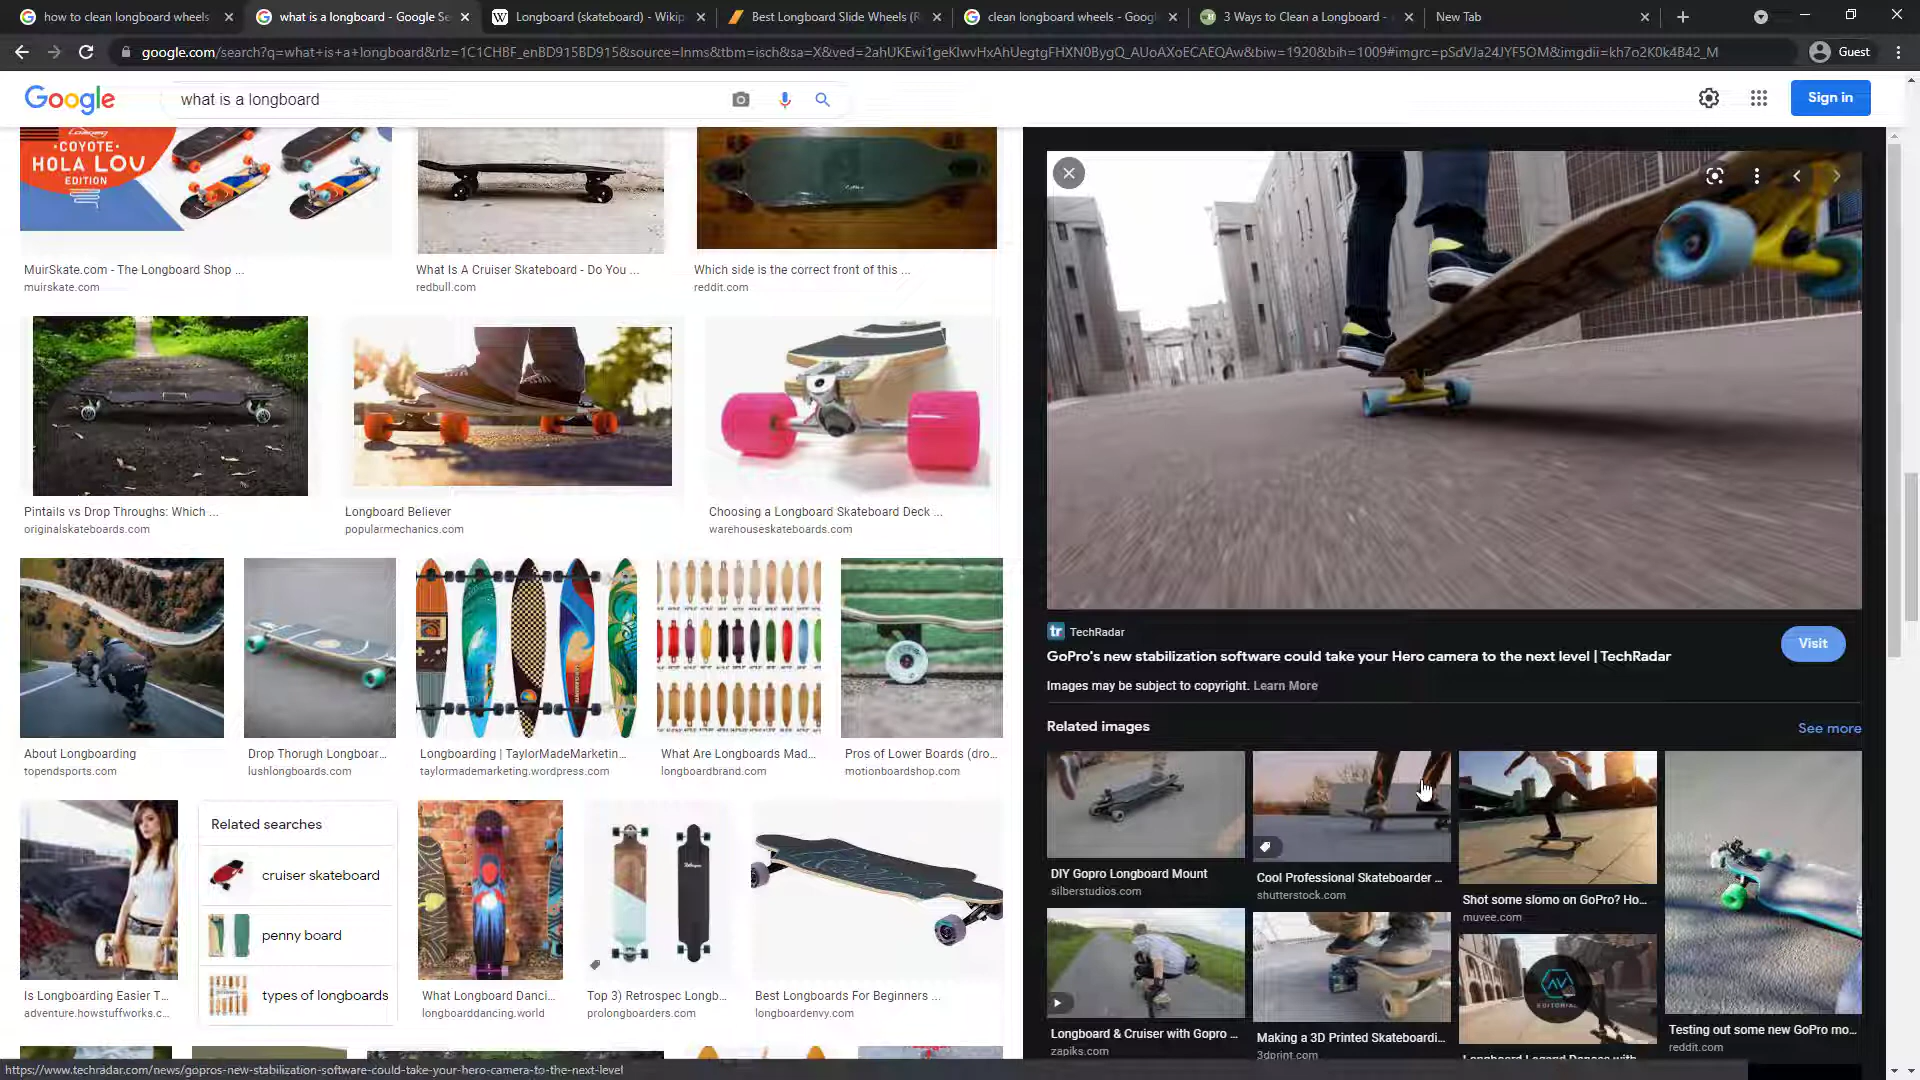 how to clean longboard wheels
what is a longboard - Google Se
Longboard (skateboard) - Wikip
Best Longboard Slide Wheels (R
clean longboard wheels - Goog
3 Ways to Clean a Longboard -
New Tab
google.com/search?q=what+is+a+longboard&rlz=1C1CHBF_enBD915BD915&source=lnms&tbm=isch&sa=X&ved=2ahUKEwi1geKlwvHxAhUegtgFHXN0BygQ_AUoAXoECAEQAw&biw=1920&bih=1009#imgrc=pSdVJa24JYF5OM&imgdii=kh7o2K0k4B42_M
Guest
Google
what is a longboard
Sign in
COYOTE
HOLA LOU
EDITION
MuirSkate.com - The Longboard Shop ...
muirskate.com
What Is A Cruiser Skateboard - Do You ...
redbull.com
Which side is the correct front of this ...
reddit.com
Pintails vs Drop Throughs: Which ...
originalskateboards.com
Longboard Believer
popularmechanics.com
Choosing a Longboard Skateboard Deck ...
warehouseskateboards.com
About Longboarding
topendsports.com
Drop Thorugh Longboar...
lushlongboards.com
Longboarding | TaylorMadeMarketin...
taylormademarketing.wordpress.com
What Are Longboards Mad...
longboardbrand.com
Pros of Lower Boards (dro...
motionboardshop.com
Is Longboarding Easier T...
adventure.howstuffworks.c...
Related searches
cruiser skateboard
penny board
types of longboards
What Longboard Danci...
longboarddancing.world
Top 3) Retrospec Longb...
prolongboarders.com
Best Longboards For Beginners ...
longboardenvy.com
tr TechRadar
Visit
GoPro's new stabilization software could take your Hero camera to the next level | TechRadar
Images may be subject to copyright. Learn More
Related images
See more
DIY Gopro Longboard Mount
silberstudios.com
Cool Professional Skateboarder ...
shutterstock.com
Shot some slomo on GoPro? Ho...
muvee.com
AV
EDITORIAL
Longboard & Cruiser with Gopro ...
zapiks.com
Making a 3D Printed Skateboardi...
3dprint.com
Testing out some new GoPro mo...
reddit.com
Longboard Legend Dances with
https://www.techradar.com/news/gopros-new-stabilization-software-could-take-your-hero-camera-to-the-next-level